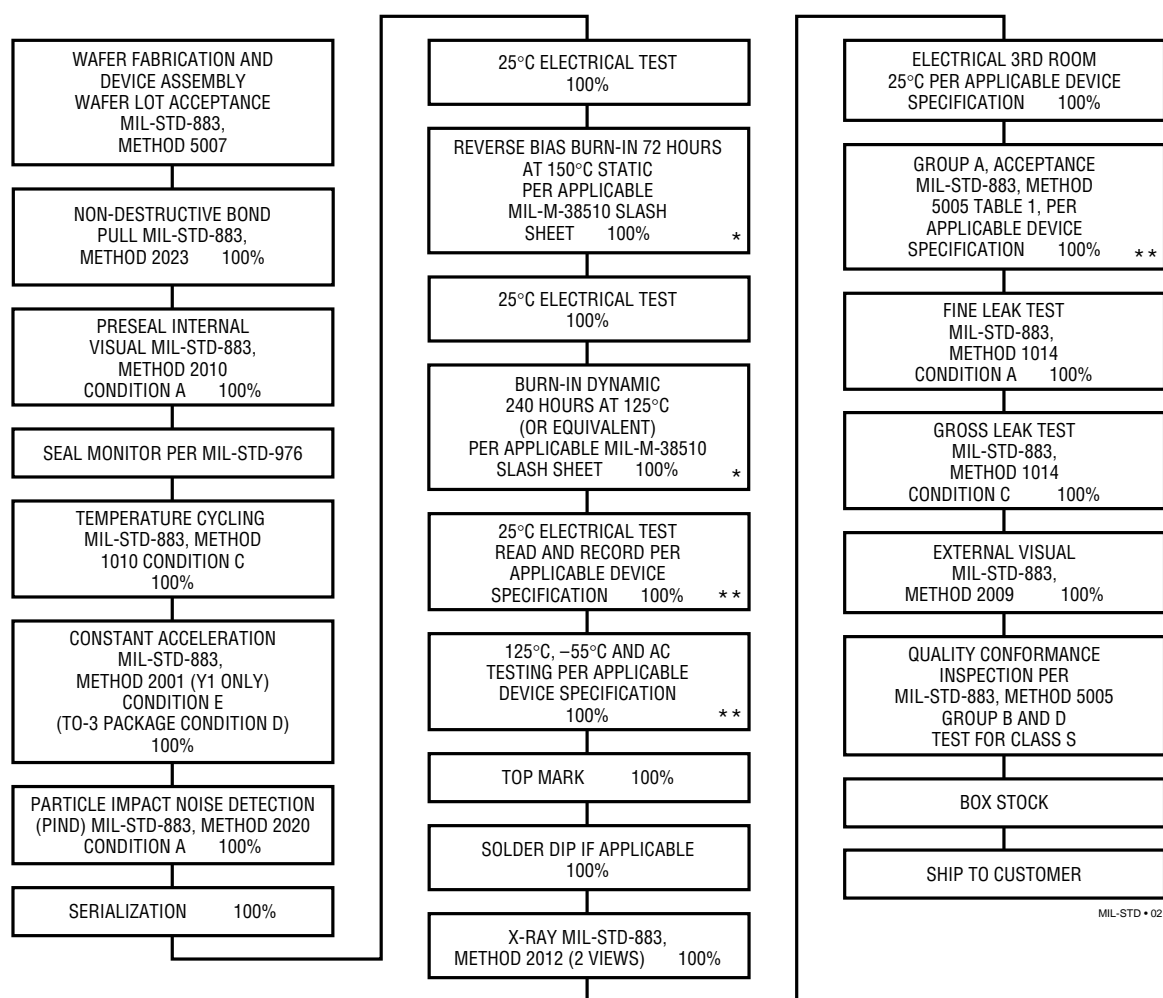 WAFER FABRICATION AND
DEVICE ASSEMBLY
WAFER LOT ACCEPTANCE
MIL-STD-883,
METHOD 5007
NON-DESTRUCTIVE BOND
PULL MIL-STD-883,
METHOD 2023 100%
PRESEAL INTERNAL
VISUAL MIL-STD-883,
METHOD 2010
CONDITION A 100%
SEAL MONITOR PER MIL-STD-976
TEMPERATURE CYCLING
MIL-STD-883, METHOD
1010 CONDITION C
100%
CONSTANT ACCELERATION
MIL-STD-883,
METHOD 2001 (Y1 ONLY)
CONDITION E
(TO-3 PACKAGE CONDITION D)
100%
PARTICLE IMPACT NOISE DETECTION
(PIND) MIL-STD-883, METHOD 2020
CONDITION A 100%
SERIALIZATION 100%
25°C ELECTRICAL TEST
100%
REVERSE BIAS BURN-IN 72 HOURS
AT 150°C STATIC
PER APPLICABLE
MIL-M-38510 SLASH
SHEET 100% *
25°C ELECTRICAL TEST
100%
BURN-IN DYNAMIC
240 HOURS AT 125°C
(OR EQUIVALENT)
PER APPLICABLE MIL-M-38510
SLASH SHEET 100% *
25°C ELECTRICAL TEST
READ AND RECORD PER
APPLICABLE DEVICE
SPECIFICATION 100% **
125°C, –55°C AND AC
TESTING PER APPLICABLE
DEVICE SPECIFICATION
100% **
TOP MARK 100%
SOLDER DIP IF APPLICABLE
100%
X-RAY MIL-STD-883,
METHOD 2012 (2 VIEWS) 100%
ELECTRICAL 3RD ROOM
25°C PER APPLICABLE DEVICE
SPECIFICATION 100%
GROUP A, ACCEPTANCE
MIL-STD-883, METHOD
5005 TABLE 1, PER
APPLICABLE DEVICE
SPECIFICATION 100% **
FINE LEAK TEST
MIL-STD-883,
METHOD 1014
CONDITION A 100%
GROSS LEAK TEST
MIL-STD-883,
METHOD 1014
CONDITION C 100%
EXTERNAL VISUAL
MIL-STD-883,
METHOD 2009 100%
QUALITY CONFORMANCE
INSPECTION PER
MIL-STD-883, METHOD 5005
GROUP B AND D
TEST FOR CLASS S
BOX STOCK
SHIP TO CUSTOMER
MIL-STD • 02